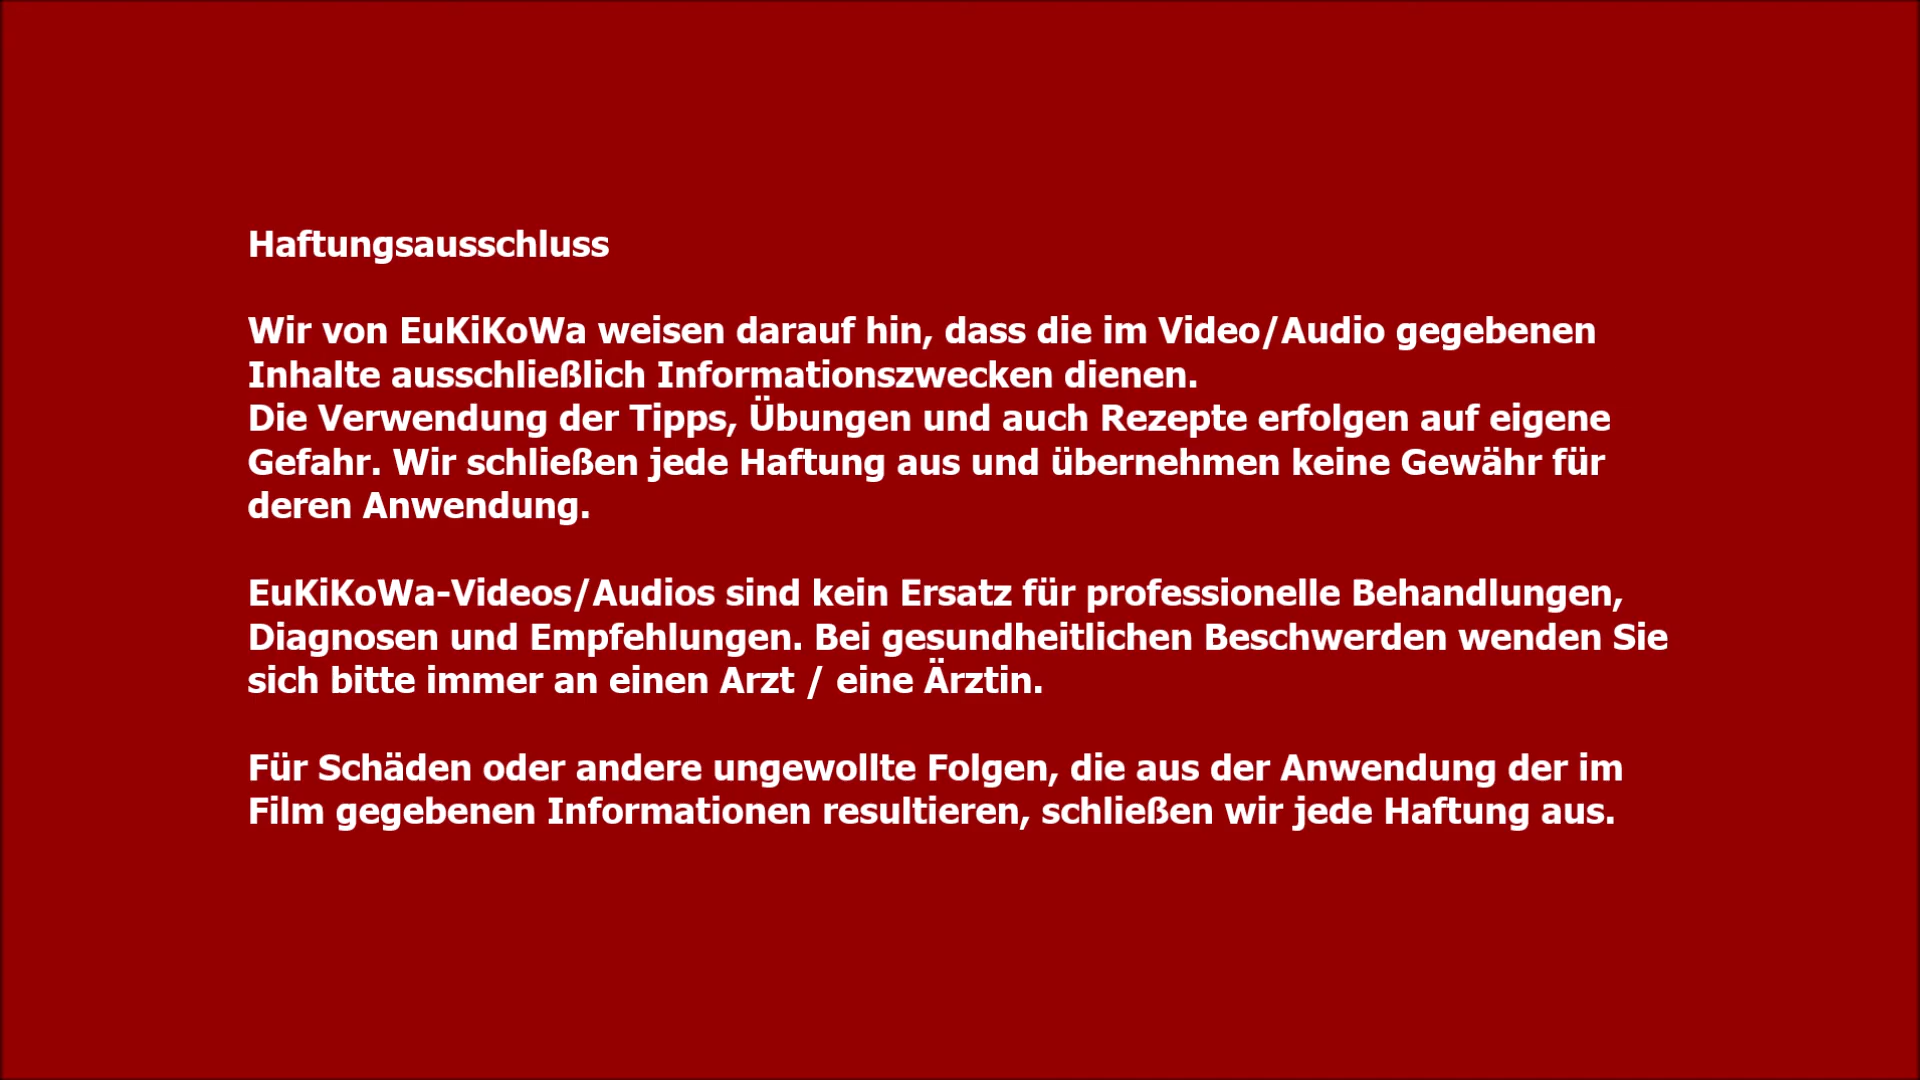 Haftungsausschluss
Wir von EuKiKoWa weisen darauf hin, dass die im Video/Audio gegebenen
Inhalte ausschließlich Informationszwecken dienen.
Die Verwendung der Tipps, Übungen und auch Rezepte erfolgen auf eigene
Gefahr. Wir schließen jede Haftung aus und übernehmen keine Gewähr für
deren Anwendung.
EuKiKoWa-Videos/Audios sind kein Ersatz für professionelle Behandlungen,
Diagnosen und Empfehlungen. Bei gesundheitlichen Beschwerden wenden Sie
sich bitte immer an einen Arzt / eine Ärztin.
Für Schäden oder andere ungewollte Folgen, die aus der Anwendung der im
Film gegebenen Informationen resultieren, schließen wir jede Haftung aus.